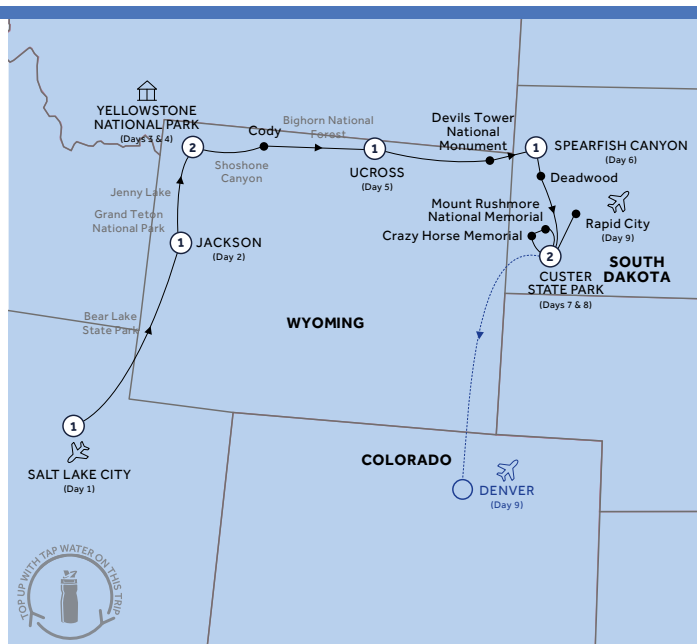 YELLOWSTONE
NATIONAL PARK
(Days 3 & 4)
2
Cody
Bighorn National
Forest
Shoshone
Canyon
1
UCROSS
(Day 5)
Devils Tower
National
Monument
1
SPEARFISH CANYON
(Day 6)
Deadwood
Jenny Lake
Grand Teton
National Park
1
JACKSON
(Day 2)
Mount Rushmore
National Memorial
Crazy Horse Memorial
Rapid City
(Day 9)
2
CUSTER
STATE PARK
(Days 7 & 8)
SOUTH
DAKOTA
Bear Lake
State Park
WYOMING
1
SALT LAKE CITY
(Day 1)
COLORADO
DENVER
(Day 9)
TOP UP WITH TAP WATER ON THIS TRIP